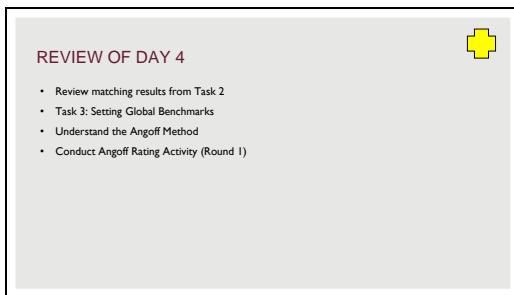 REVIEW OF DAY 4
• Review matching results from Task 2
• Task 3: Setting Global Benchmarks
• Understand the Angoff Method
• Conduct Angoff Rating Activity (Round 1)